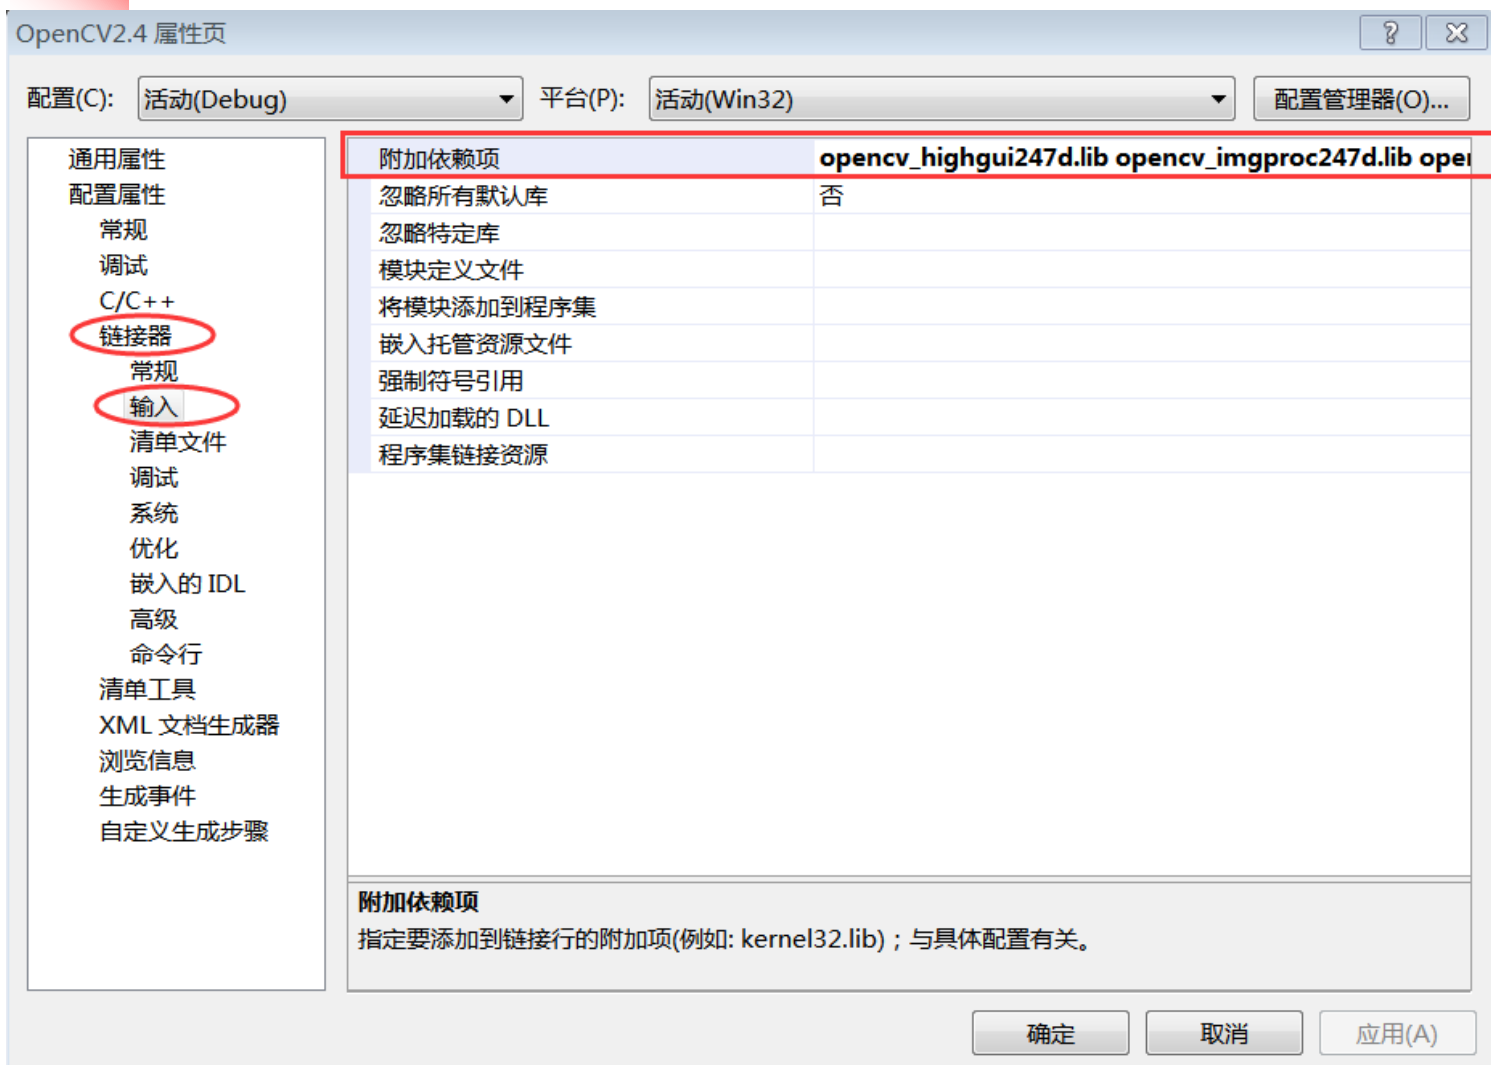 OpenCV2.4 属性页
配置(C): 活动(Debug) 平台(P): 活动(Win32) 配置管理器(O)...
通用属性
配置属性
常规
调试
C/C++
链接器
常规
输入
清单文件
调试
系统
优化
嵌入的 IDL
高级
命令行
清单工具
XML 文档生成器
浏览信息
生成事件
自定义生成步骤
附加依赖项 opencv_highgui247d.lib opencv_imgproc247d.lib
忽略所有默认库 否
忽略特定库
模块定义文件
将模块添加到程序集
嵌入托管资源文件
强制符号引用
延迟加载的 DLL
程序集链接资源
附加依赖项
指定要添加到链接行的附加项(例如: kernel32.lib)；与具体配置有关。
确定 取消 应用(A)